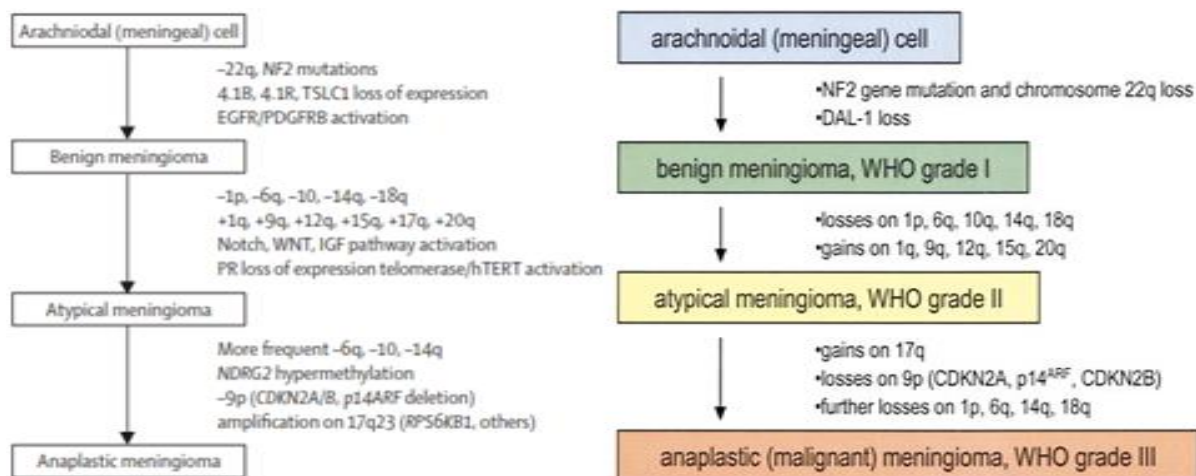 Arachniodal (meningeal) cell
–22q, NF2 mutations
4.1B, 4.1R, TSLC1 loss of expression
EGFR/PDGFRB activation
Benign meningioma
–1p, –6q, –10, –14q, –18q
+1q, +9q, +12q, +15q, +17q, +20q
Notch, WNT, IGF pathway activation
PR loss of expression telomerase/hTERT activation
Atypical meningioma
More frequent –6q, –10, –14q
NDRG2 hypermethylation
–9p (CDKN2A/B, p14ARF deletion)
amplification on 17q23 (RPS6KB1, others)
Anaplastic meningioma
arachnoidal (meningeal) cell
•NF2 gene mutation and chromosome 22q loss
•DAL-1 loss
benign meningioma, WHO grade I
•losses on 1p, 6q, 10q, 14q, 18q
•gains on 1q, 9q, 12q, 15q, 20q
atypical meningioma, WHO grade II
•gains on 17q
•losses on 9p (CDKN2A, p14ARF, CDKN2B)
•further losses on 1p, 6q, 14q, 18q
anaplastic (malignant) meningioma, WHO grade III